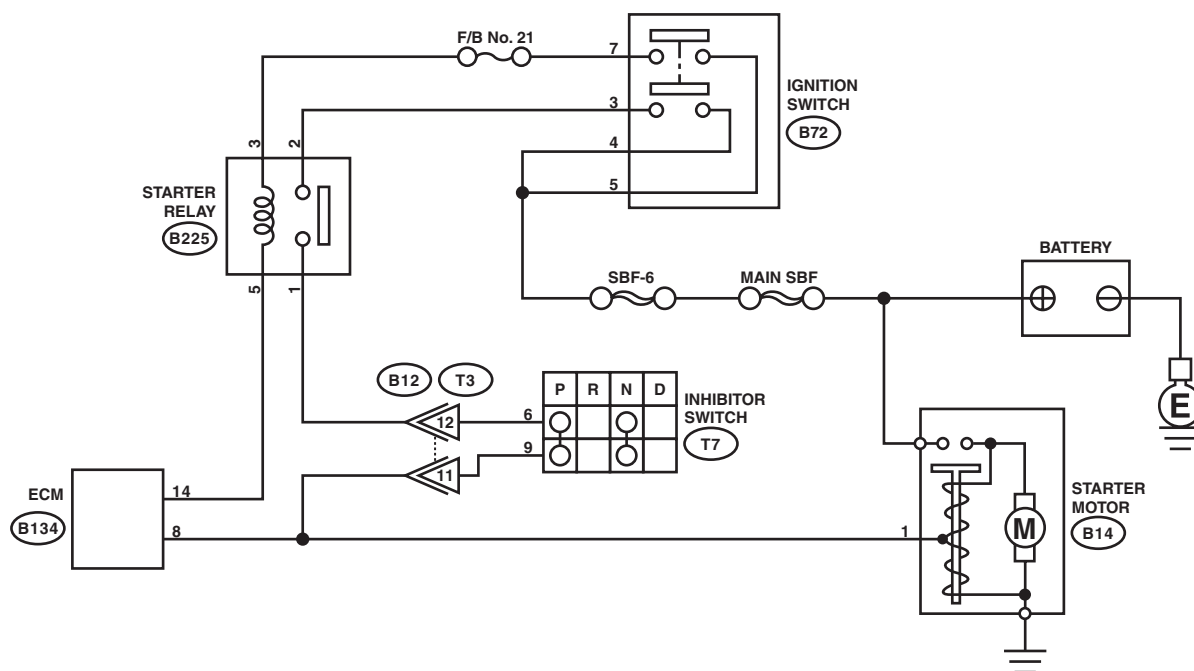 F/B No. 21
7
3
4
5
IGNITION
SWITCH
B72
3
2
STARTER
RELAY
B225
5
1
BATTERY
SBF-6
MAIN SBF
B12
T3
P R N D
INHIBITOR
SWITCH
T7
12
6
11
9
E
ECM
B134
14
8
1
M
STARTER
MOTOR
B14